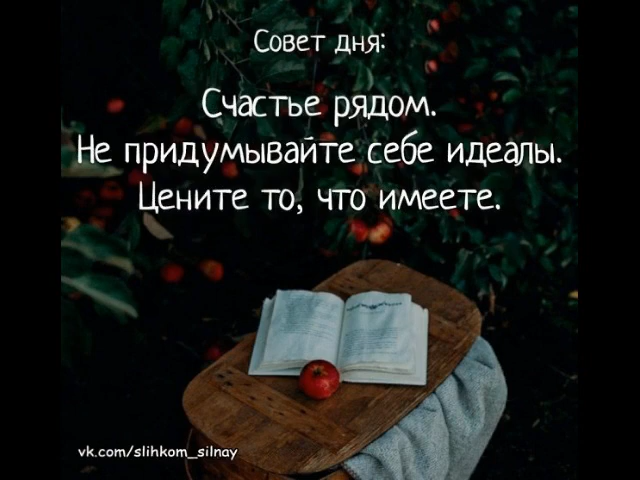 Совет дня:
Счастье рядом.
Не придумывайте себе идеалы.
Цените то, что имеете.
vk.com/slihkom_silnay